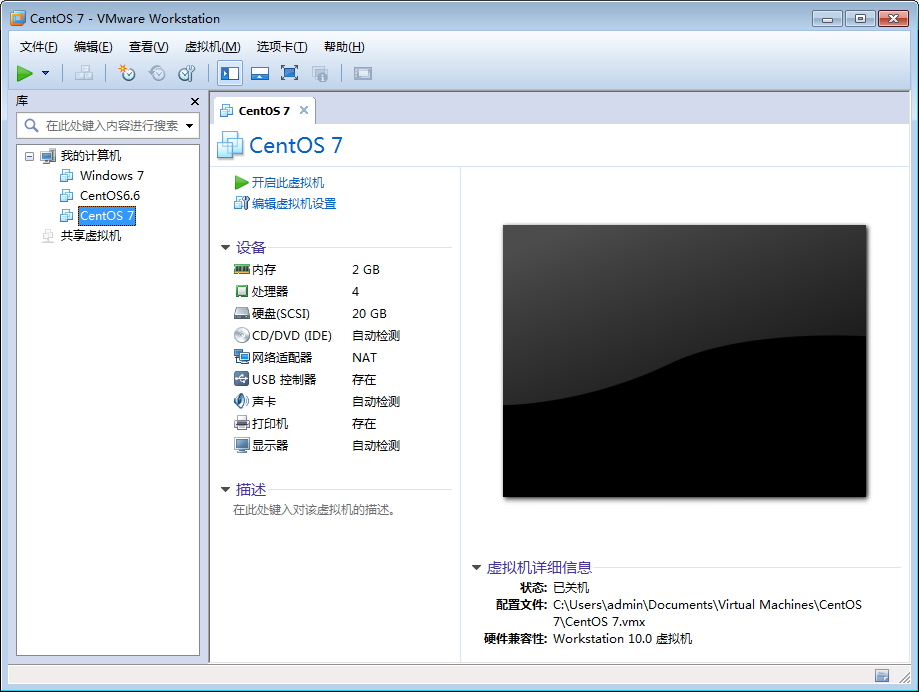 CentOS 7 - VMware Workstation
文件(F) 编辑(E) 查看(V) 虚拟机(M) 选项卡(T) 帮助(H)
库
在此处键入内容进行搜索
我的计算机
Windows 7
CentOS6.6
CentOS 7
共享虚拟机
CentOS 7
CentOS 7
开启此虚拟机
编辑虚拟机设置
设备
内存 2 GB
处理器 4
硬盘(SCSI) 20 GB
CD/DVD (IDE) 自动检测
网络适配器 NAT
USB 控制器 存在
声卡 自动检测
打印机 存在
显示器 自动检测
描述
在此处键入对该虚拟机的描述。
虚拟机详细信息
状态: 已关机
配置文件: C:\Users\admin\Documents\Virtual Machines\CentOS
7\CentOS 7.vmx
硬件兼容性: Workstation 10.0 虚拟机